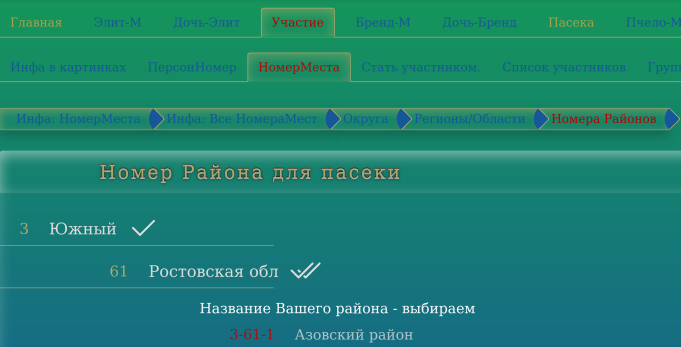 Главная Элит-М Дочь-Элит Участие Бренд-М Дочь-Бренд Пасека Пчело-М
Инфа в картинках ПерсонНомер НомерМеста Стать участником. Список участников
Инфа: НомерМеста Инфа: Все НомераМест Округа Регионы/Области Номера Районов
Номер Района для пасеки
3 Южный
61 Ростовская обл
Название Вашего района - выбираем
3-61-1 Азовский район